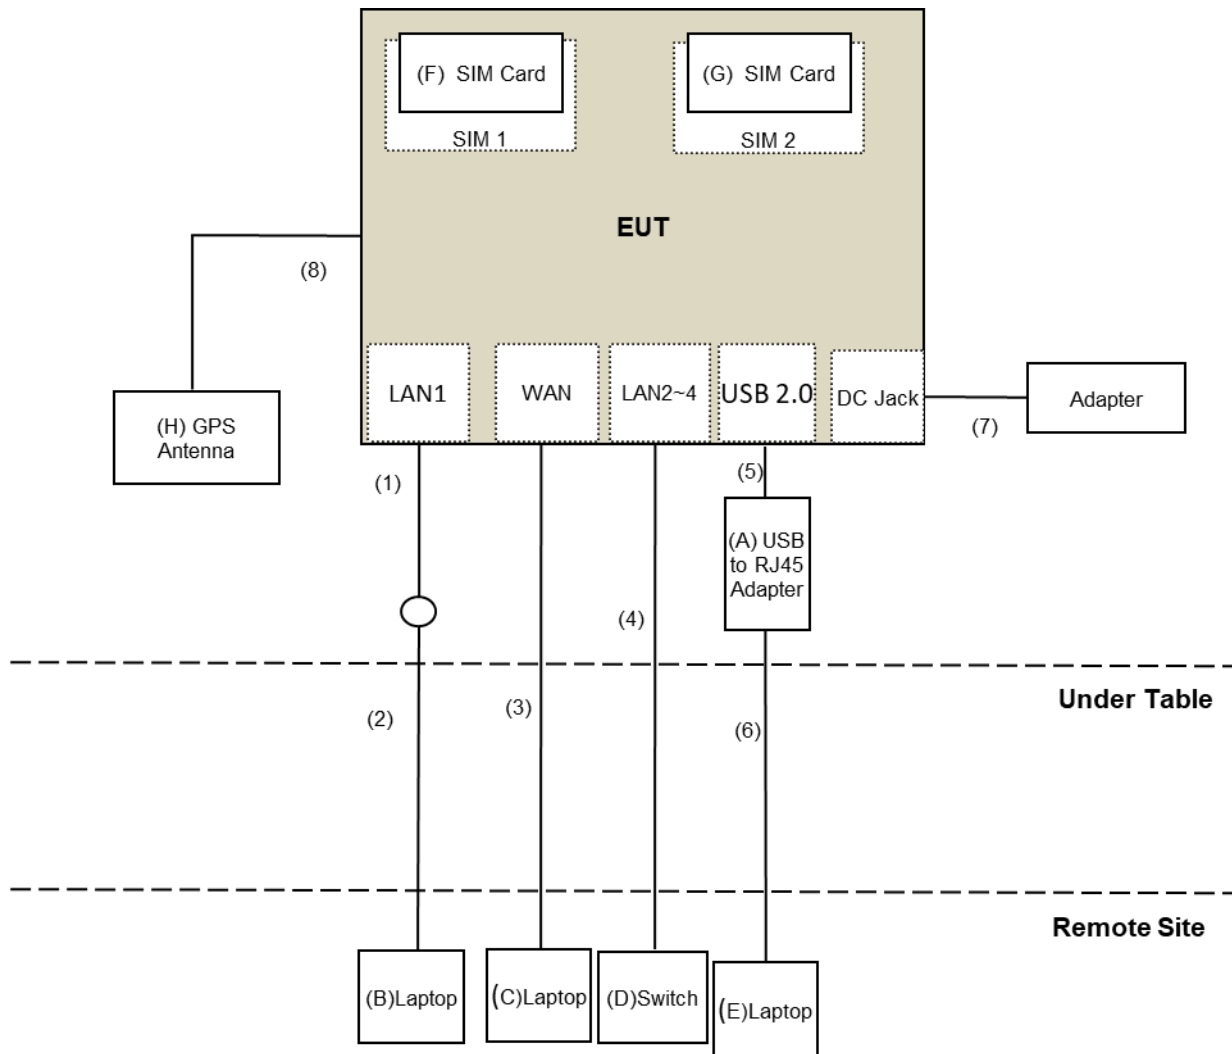 (F) SIM Card
(G) SIM Card
SIM 1
SIM 2
EUT
(8)
LAN1
WAN
LAN2~4
USB 2.0
DC Jack
Adapter
(7)
(H) GPS
Antenna
(1)
(5)
(A) USB
to RJ45
Adapter
(4)
Under Table
(2)
(3)
(6)
Remote Site
(B)Laptop
(C)Laptop
(D)Switch
(E)Laptop